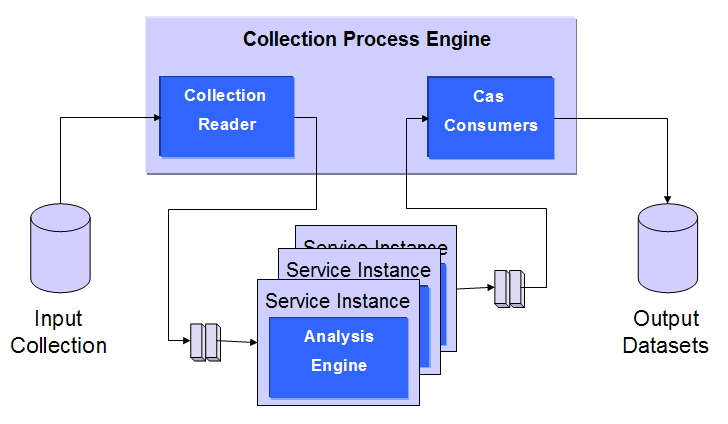 Collection Process Engine
Collection
Reader
Cas
Consumers
Service Instance
Service Instance
Service Instance
Analysis
Engine
Input
Collection
Output
Datasets